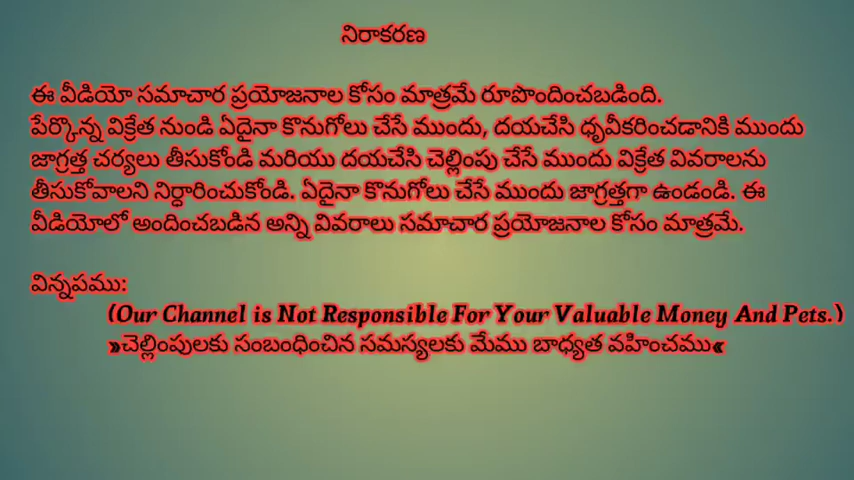 నిరాకరణ
ఈ వీడియో సమాచార ప్రయోజనాల కోసం మాత్రమే రూపొందించబడింది.
పేర్కొన్న విక్రేత నుండి ఏదైనా కొనుగోలు చేసే ముందు, దయచేసి ధృవీకరించడానికి ముందు
జాగ్రత్త చర్యలు తీసుకోండి మరియు దయచేసి చెల్లింపు చేసే ముందు విక్రేత వివరాలను
తీసుకోవాలని నిర్ధారించుకోండి. ఏదైనా కొనుగోలు చేసే ముందు జాగ్రత్తగా ఉండండి. ఈ
వీడియోలో అందించబడిన అన్ని వివరాలు సమాచార ప్రయోజనాల కోసం మాత్రమే.
విన్నపము:
(Our Channel is Not Responsible For Your Valuable Money And Pets.)
»చెల్లింపులకు సంబంధించిన సమస్యలకు మేము బాధ్యత వహించము«